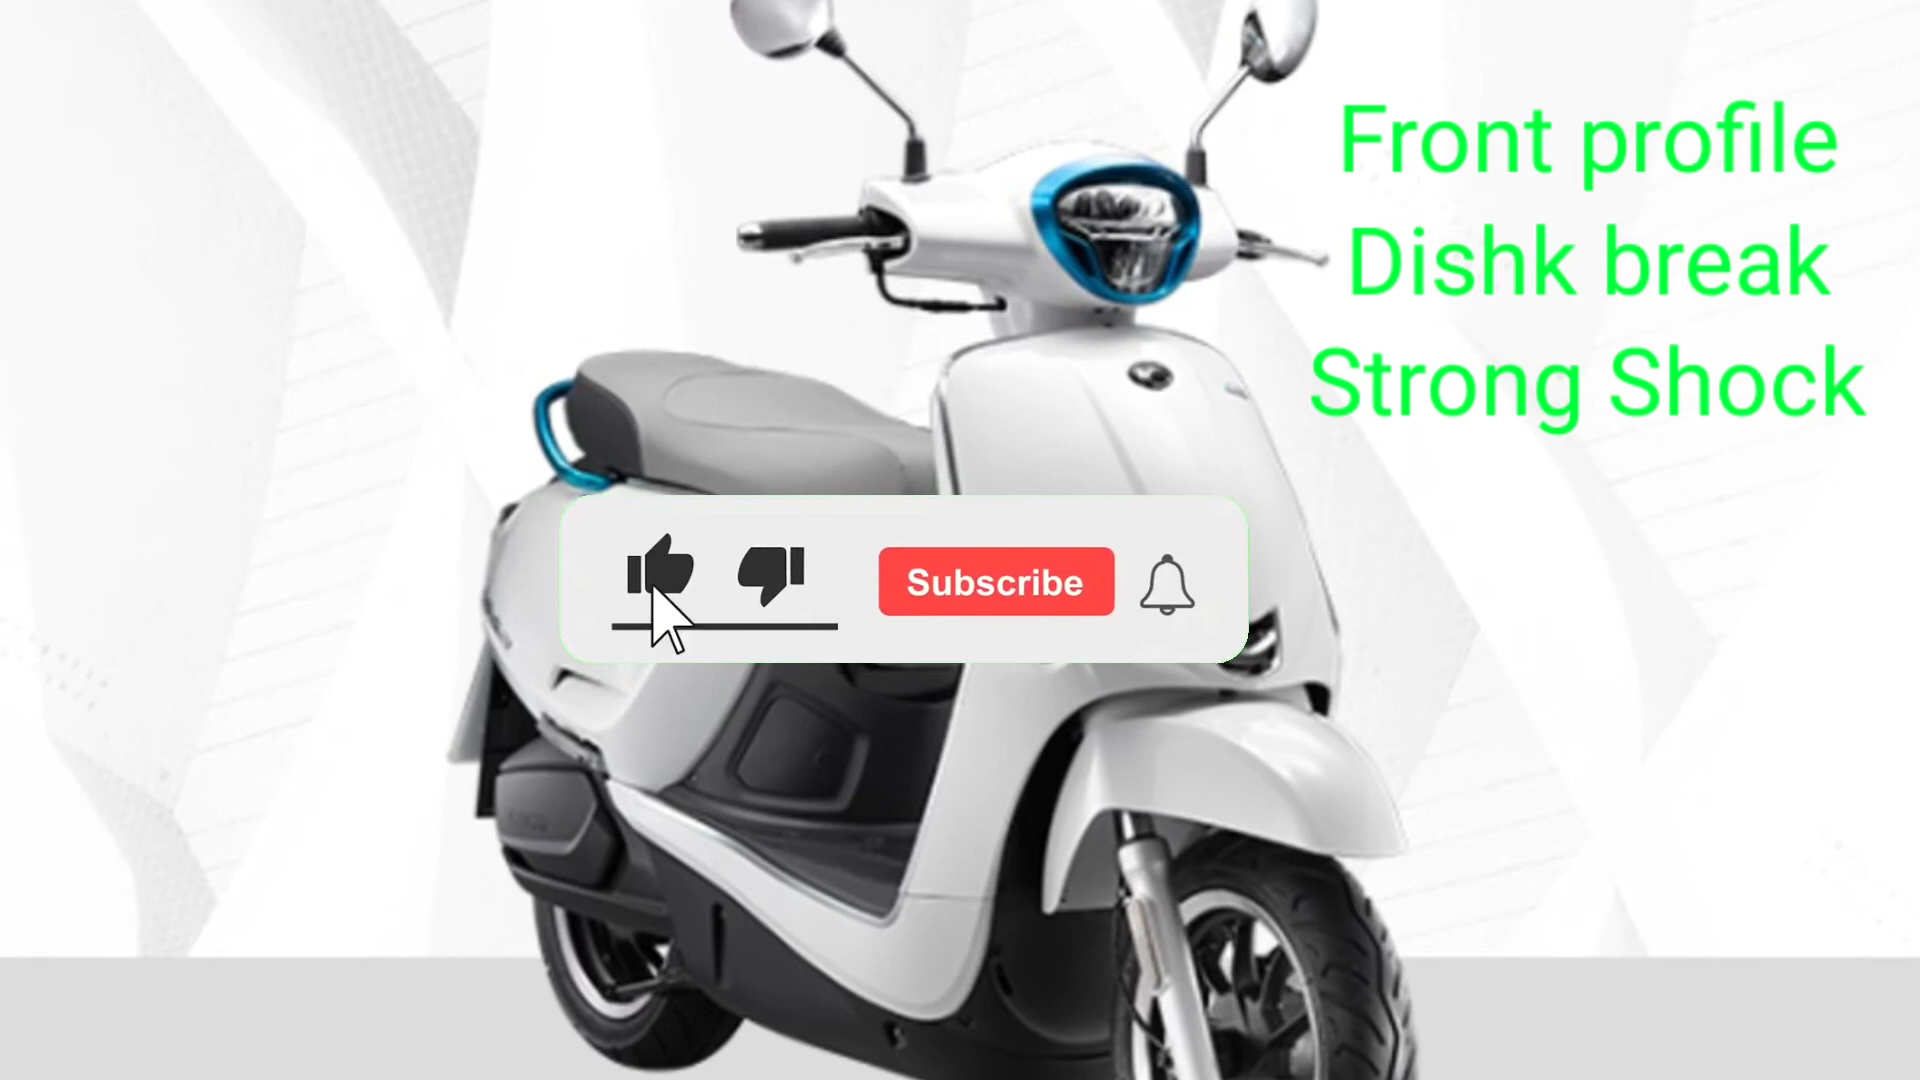 Front profile
Dishk break
Strong Shock
Subscribe